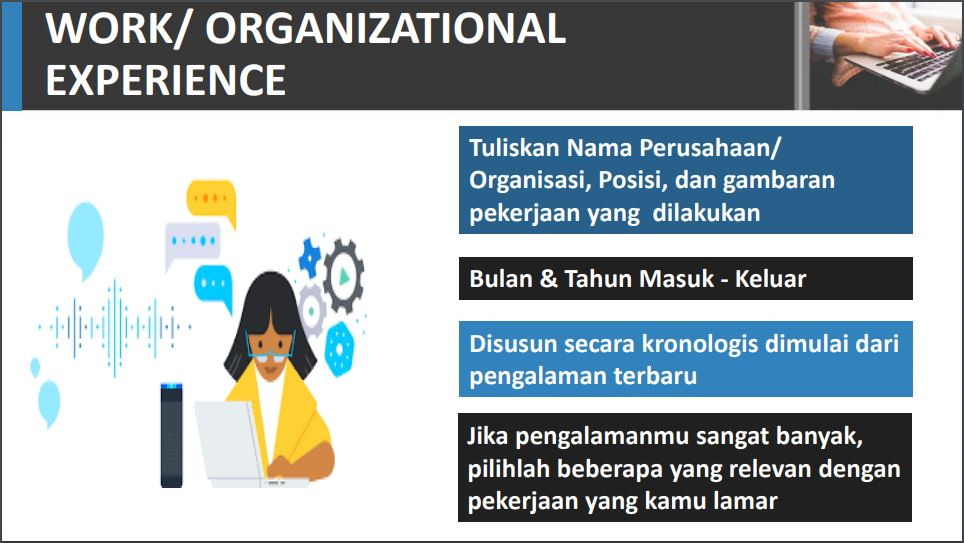 WORK/ ORGANIZATIONAL
EXPERIENCE
Tuliskan Nama Perusahaan/
Organisasi, Posisi, dan gambaran
pekerjaan yang dilakukan
Bulan & Tahun Masuk - Keluar
Disusun secara kronologis dimulai dari
pengalaman terbaru
Jika pengalamanmu sangat banyak,
pilihlah beberapa yang relevan dengan
pekerjaan yang kamu lamar